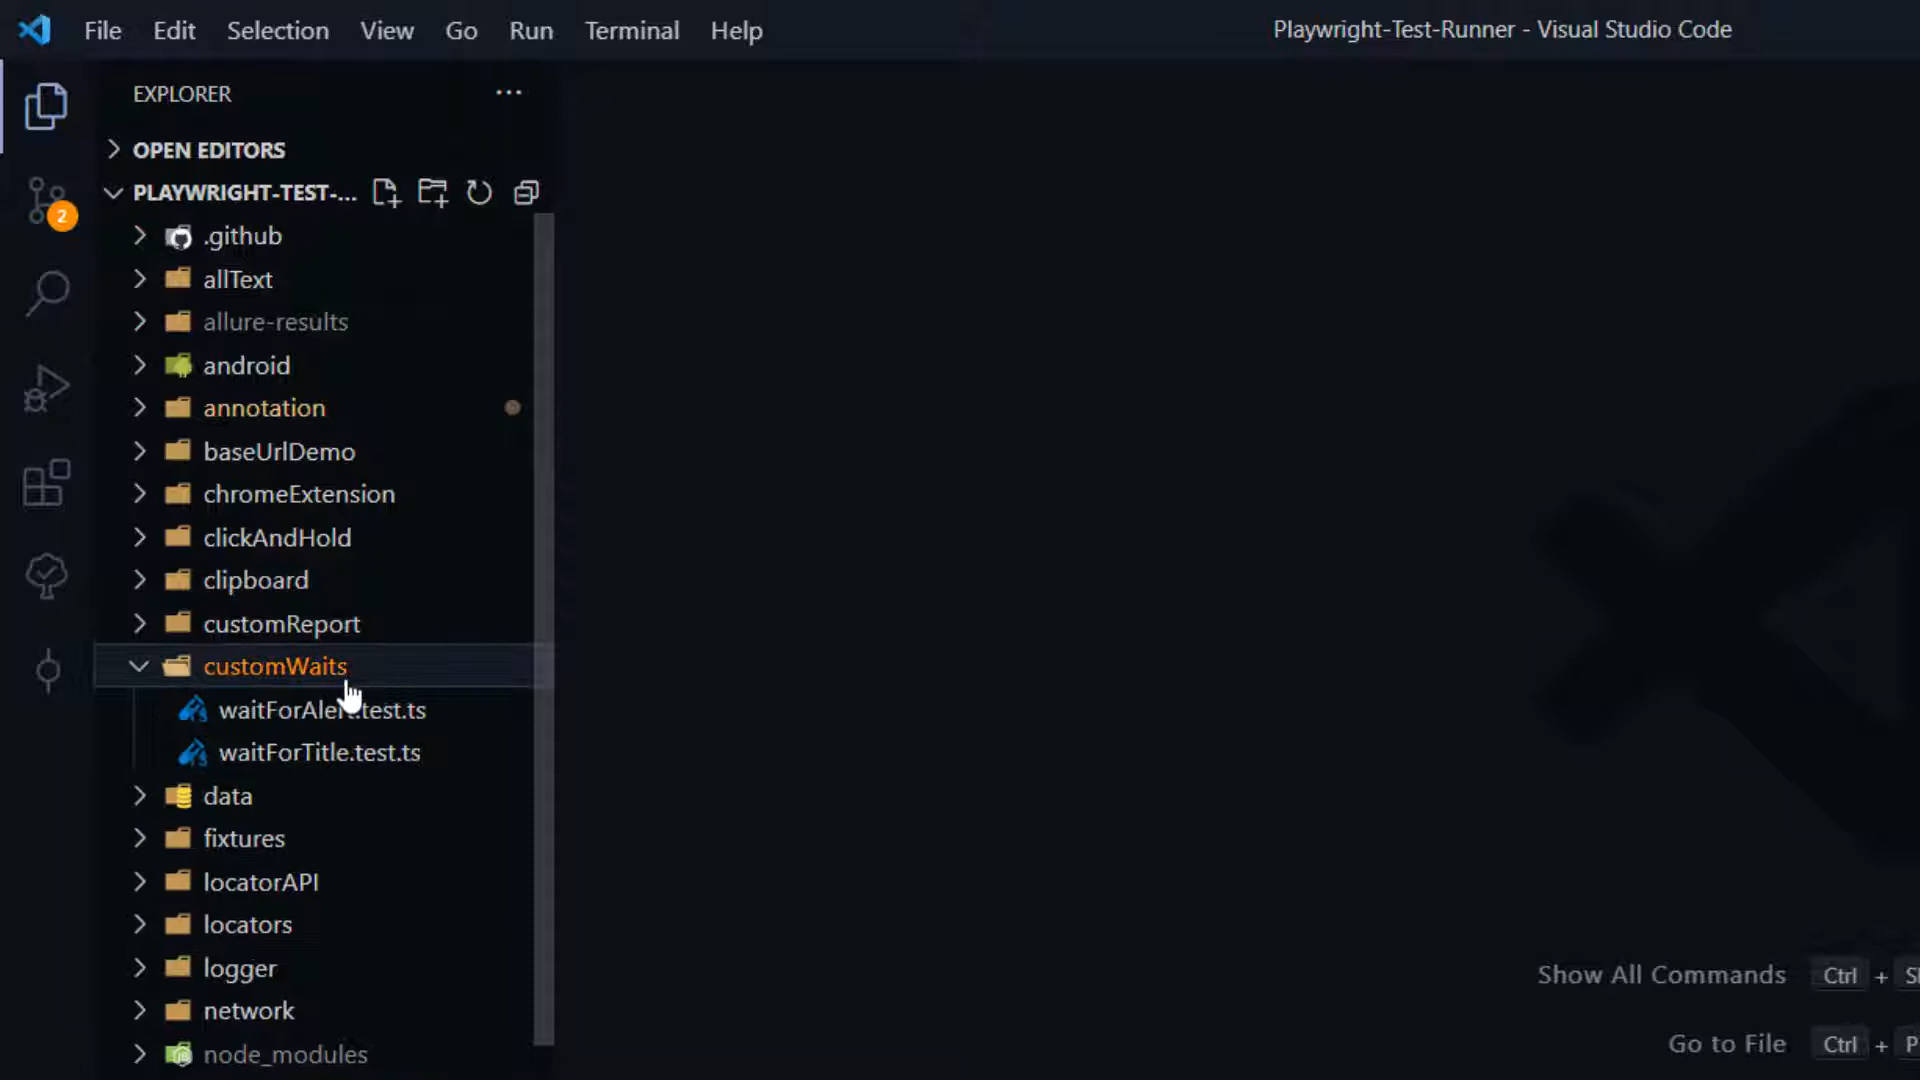 File Edit Selection View Go Run Terminal Help
Playwright-Test-Runner - Visual Studio Code
EXPLORER
OPEN EDITORS
PLAYWRIGHT-TEST-...
2
.github
allText
allure-results
android
annotation
baseUrlDemo
chromeExtension
clickAndHold
clipboard
customReport
customWaits
waitForAlert.test.ts
waitForTitle.test.ts
data
fixtures
locatorAPI
locators
logger
network
node_modules
Show All Commands Ctrl +
Go to File Ctrl + P